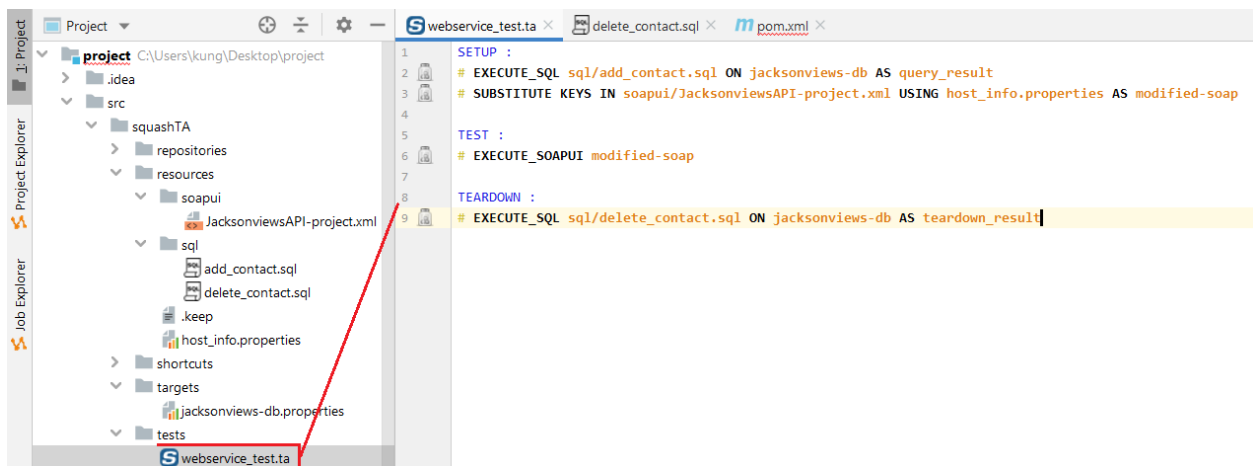 1: Project
Project Explorer
Job Explorer
Project
project C:\Users\kung\Desktop\project
.idea
src
squashTA
repositories
resources
soapui
JacksonviewsAPI-project.xml
sql
add_contact.sql
delete_contact.sql
.keep
host_info.properties
shortcuts
targets
jacksonviews-db.properties
tests
webservice_test.ta
webservice_test.ta delete_contact.sql pom.xml
1 SETUP :
2 # EXECUTE_SQL sql/add_contact.sql ON jacksonviews-db AS query_result
3 # SUBSTITUTE KEYS IN soapui/JacksonviewsAPI-project.xml USING host_info.properties AS modified-soap
4
5 TEST :
6 # EXECUTE_SOAPUI modified-soap
7
8 TEARDOWN :
9 # EXECUTE_SQL sql/delete_contact.sql ON jacksonviews-db AS teardown_result